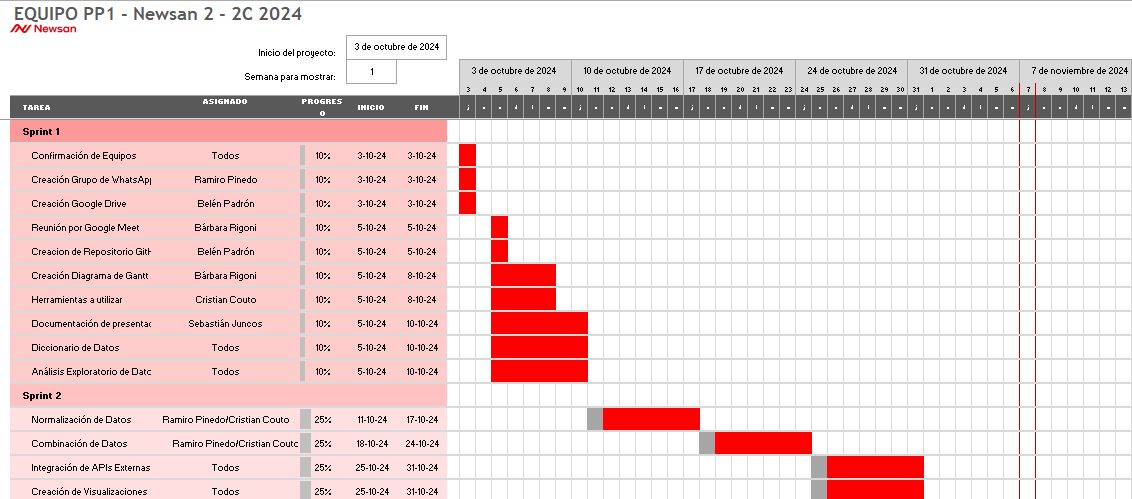 EQUIPO PP1 - Newsan 2 - 2C 2024
Newsan
Inicio del proyecto: 3 de octubre de 2024
Semana para mostrar: 1
3 de octubre de 2024 10 de octubre de 2024 17 de octubre de 2024 24 de octubre de 2024 31 de octubre de 2024 7 de noviembre de 2024
3 4 5 6 7 8 9 10 11 12 13 14 15 16 17 18 19 20 21 22 23 24 25 26 27 28 29 30 31 1 2 3 4 5 6 7 8 9 10 11 12 13
TAREA ASIGNADO PROGRESO INICIO FIN
Sprint 1
Confirmación de Equipos Todos 10% 3-10-24 3-10-24
Creación Grupo de WhatsApp Ramiro Pinedo 10% 3-10-24 3-10-24
Creación Google Drive Belén Padrón 10% 3-10-24 3-10-24
Reunión por Google Meet Bárbara Rigoni 10% 5-10-24 5-10-24
Creacion de Repositorio GitH Belén Padrón 10% 5-10-24 5-10-24
Creación Diagrama de Gantt Bárbara Rigoni 10% 5-10-24 8-10-24
Herramientas a utilizar Cristian Couto 10% 5-10-24 8-10-24
Documentación de presentac Sebastián Juncos 10% 5-10-24 10-10-24
Diccionario de Datos Todos 10% 5-10-24 10-10-24
Análisis Exploratorio de Dato Todos 10% 5-10-24 10-10-24
Sprint 2
Normalización de Datos Ramiro Pinedo/Cristian Couto 25% 11-10-24 17-10-24
Combinación de Datos Ramiro Pinedo/Cristian Couto 25% 18-10-24 24-10-24
Integración de APIs Externas Todos 25% 25-10-24 31-10-24
Creación de Visualizaciones Todos 25% 25-10-24 31-10-24